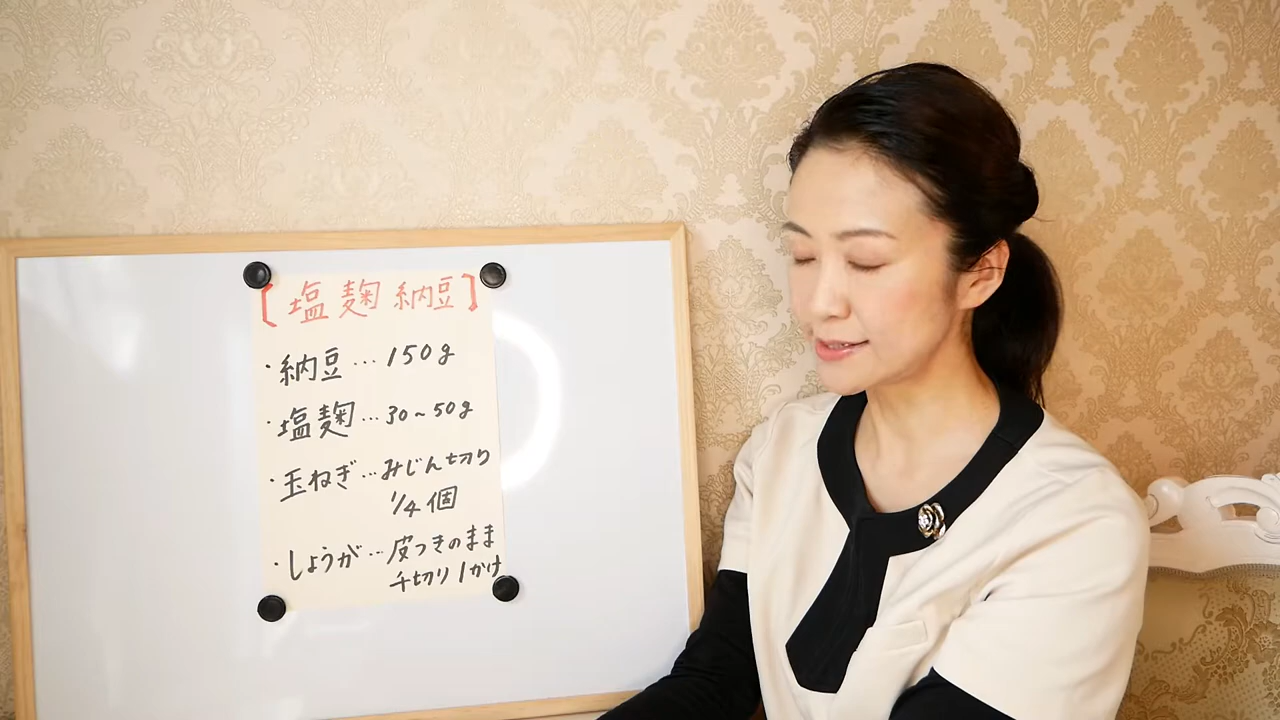 [塩麹納豆]
・納豆…150g
・塩麹…30～50g
・玉ねぎ…みじん切り
1/4個
・しょうが…皮つきのまま
千切り1かけ